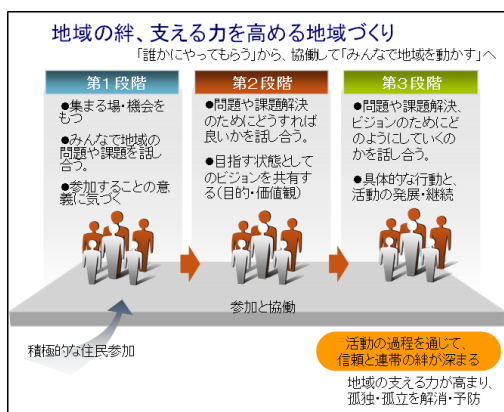 地域の絆、支える力を高める地域づくり
「誰かにやってもらう」から、協働して「みんなで地域を動かす」へ
第1段階
●集まる場・機会を
もつ
●みんなで地域の
問題や課題を話し
合う。
●参加することの意
義に気づく
第2段階
●問題や課題解決
のためにどうすれば
良いかを話し合う。
●目指す状態として
のビジョンを共有す
る(目的・価値観)
第3段階
●問題や課題解決、
ビジョンのためにど
のようにしていくの
かを話し合う。
●具体的な行動と、
活動の発展・継続
参加と協働
積極的な住民参加
活動の過程を通じて、
信頼と連帯の絆が深まる
地域の支える力が高まり、
孤独・孤立を解消・予防